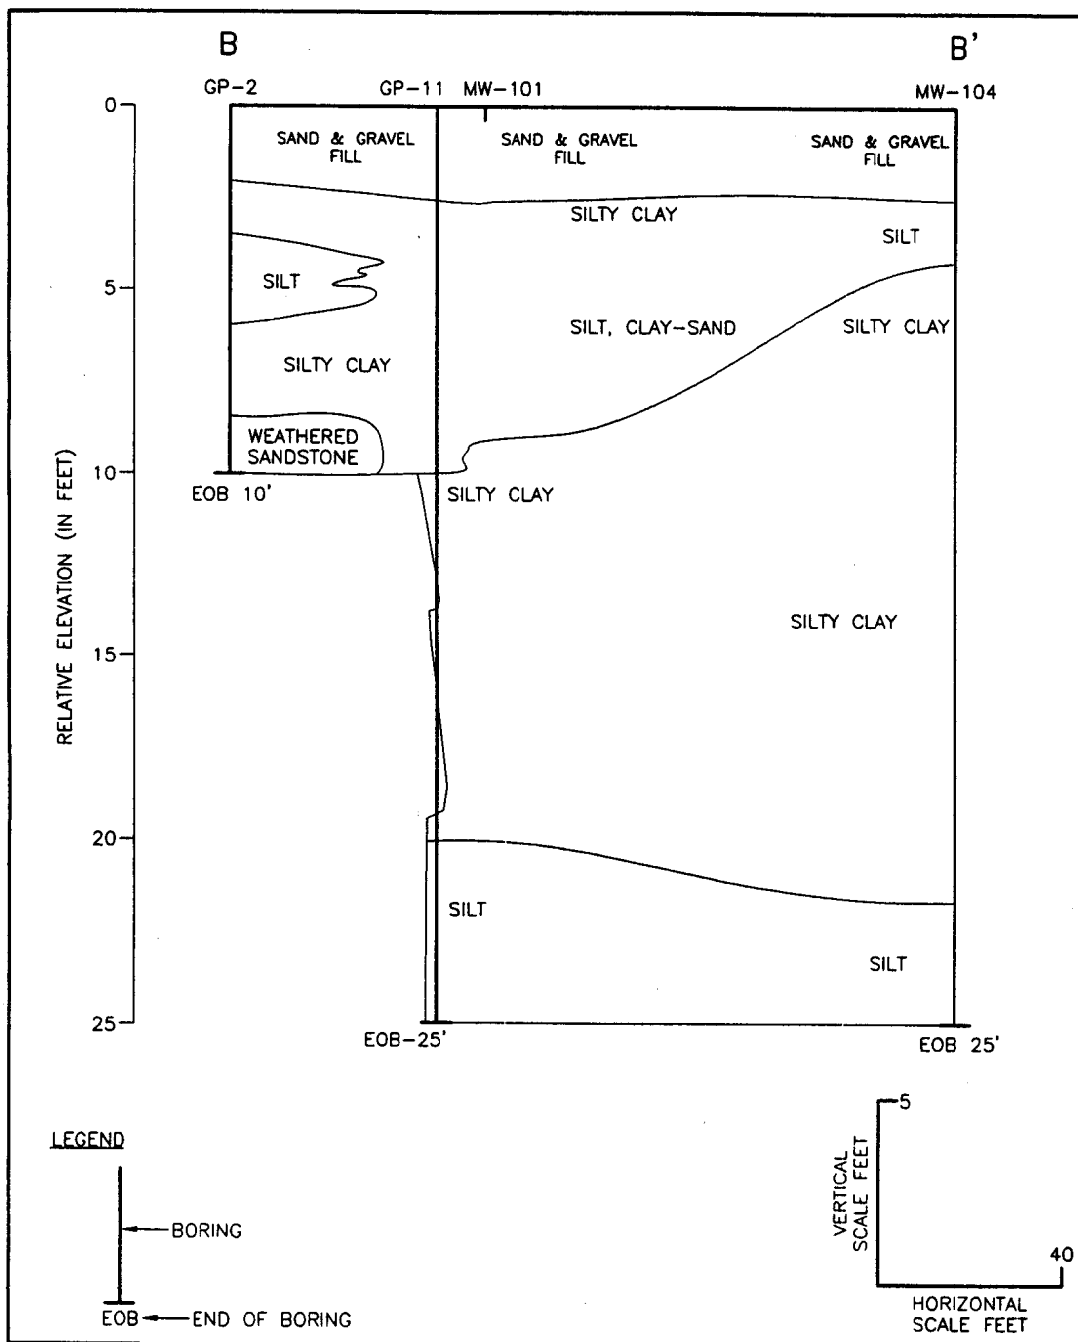 B
B'
GP-2
GP-11
MW-101
MW-104
0
SAND & GRAVEL
FILL
SAND & GRAVEL
FILL
SAND & GRAVEL
FILL
SILTY CLAY
SILT
5
SILT
SILT, CLAY-SAND
SILTY CLAY
SILTY CLAY
WEATHERED
SANDSTONE
10
EOB 10'
SILTY CLAY
RELATIVE ELEVATION (IN FEET)
SILTY CLAY
15
20
SILT
SILT
25
EOB-25'
EOB 25'
LEGEND
BORING
EOB
END OF BORING
5
VERTICAL
SCALE FEET
40
HORIZONTAL
SCALE FEET